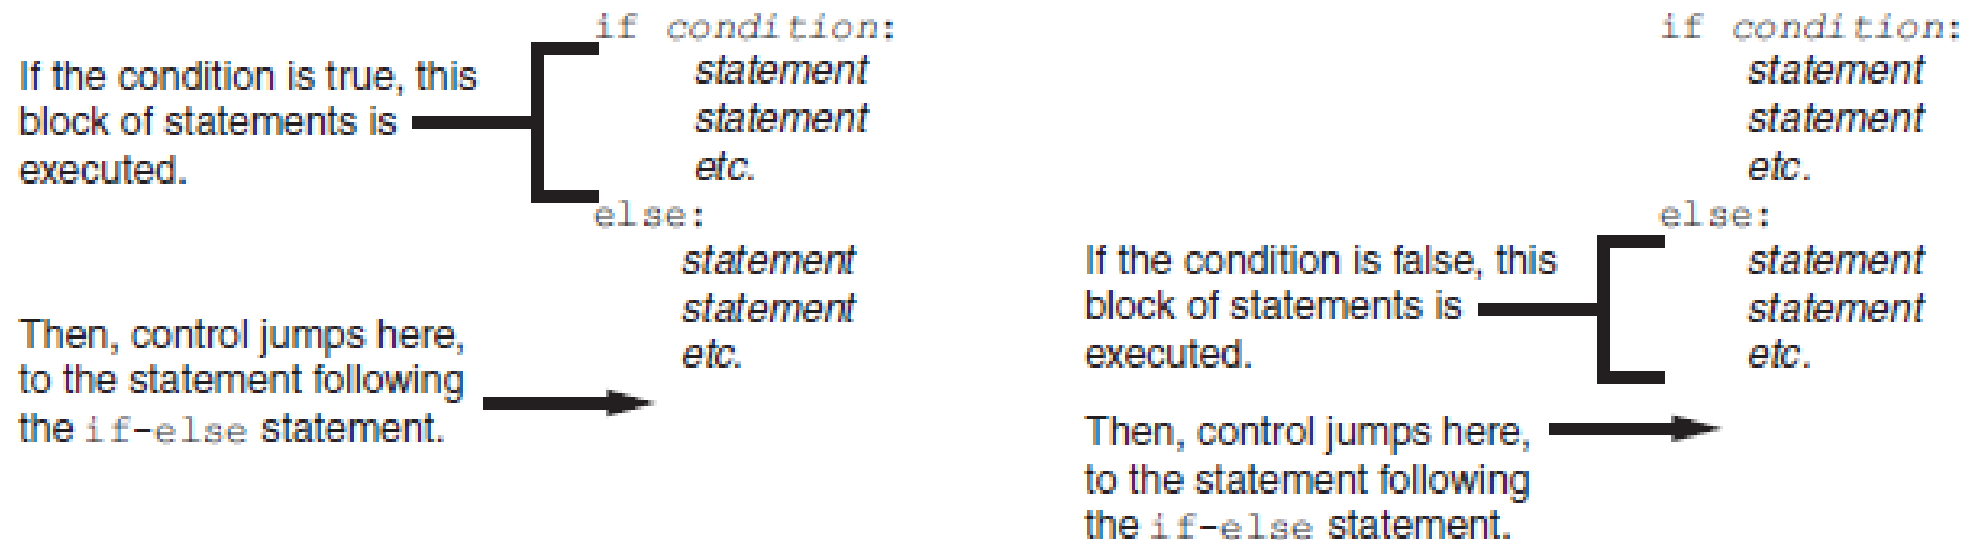 if condition:
If the condition is true, this
statement
block of statements is
statement
executed.
etc.
else:
statement
statement
Then, control jumps here,
etc.
to the statement following
the if-else statement.
if condition:
statement
statement
etc.
else:
If the condition is false, this
statement
block of statements is
statement
executed.
etc.
Then, control jumps here,
to the statement following
the if-else statement.